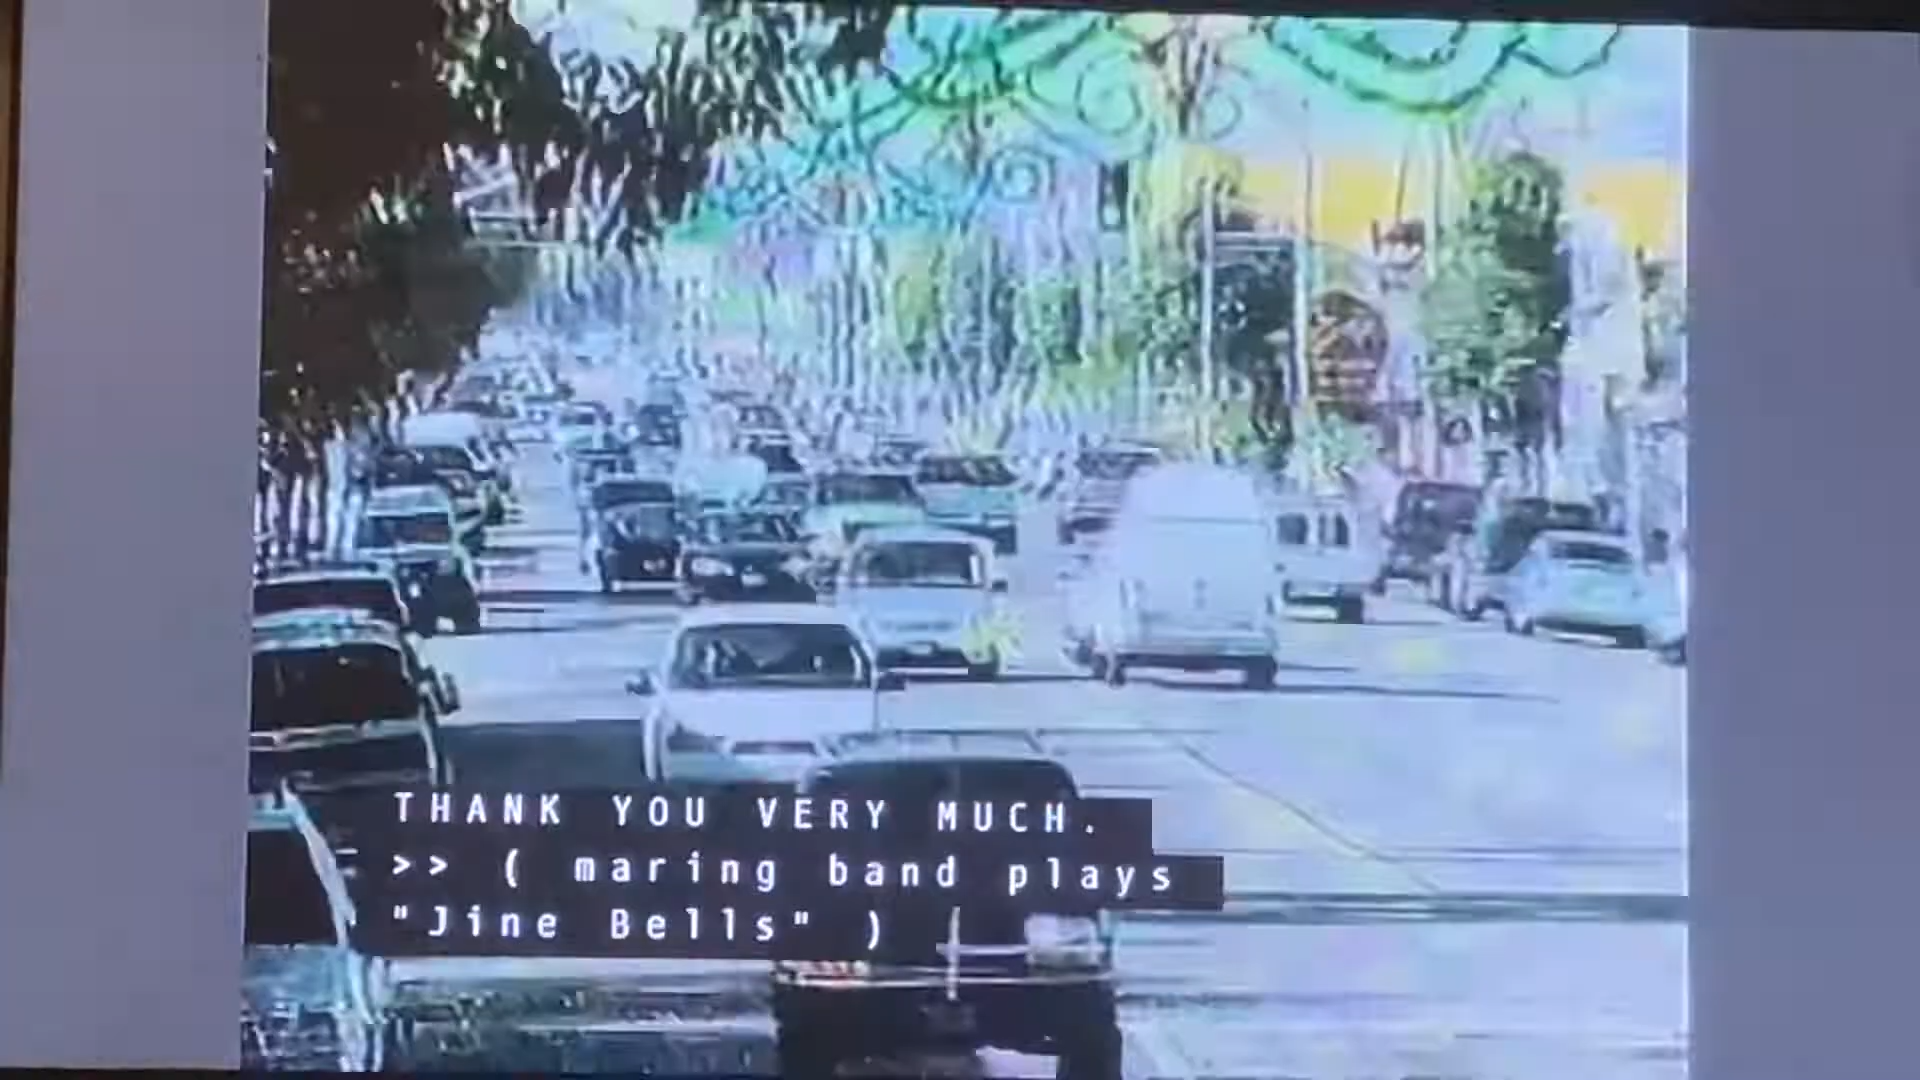 THANK YOU VERY MUCH.
>> ( maring band plays
"Jine Bells" )